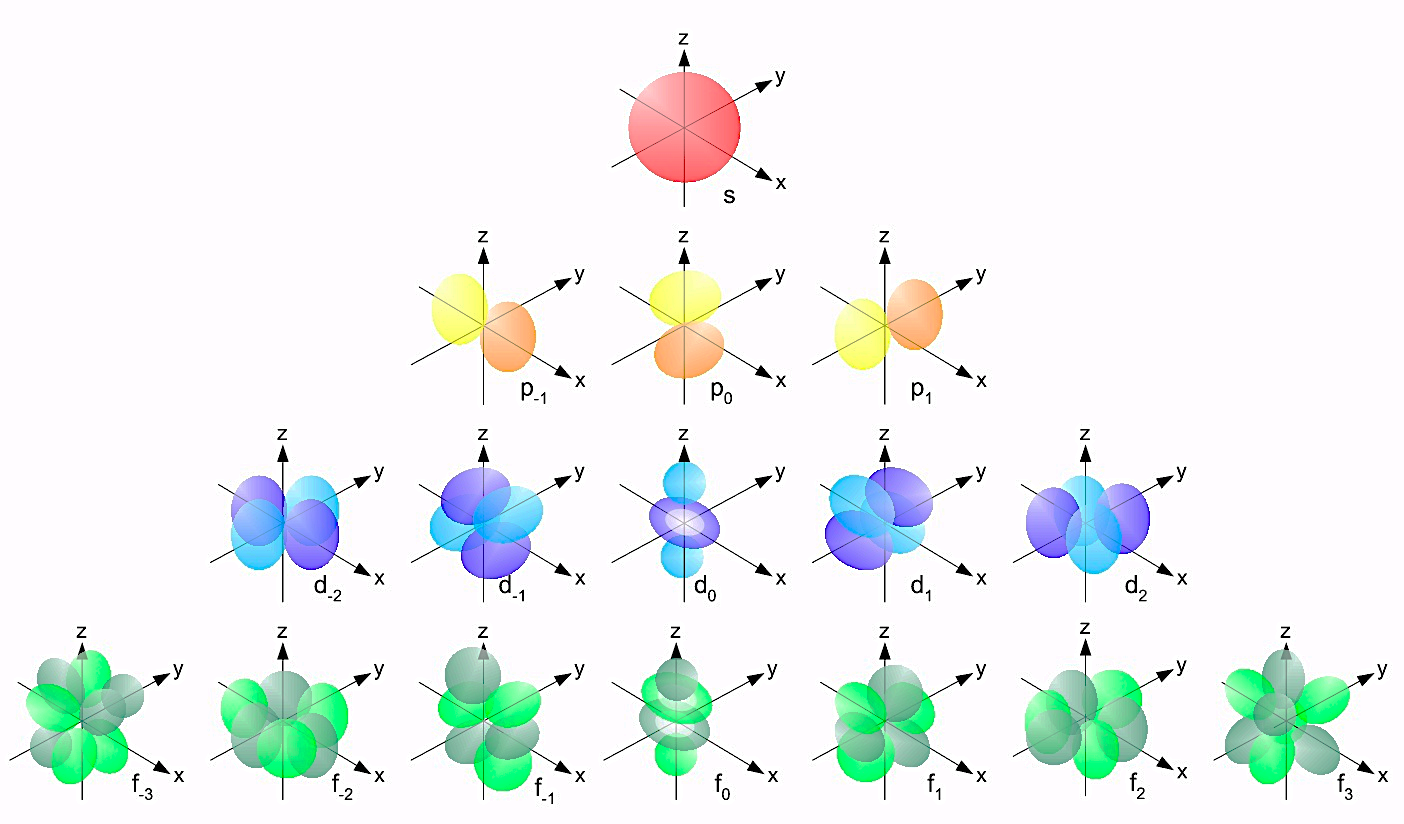 z
y
x
s
z z z
y y y
x x x
p-1 p0 p1
z z z z z
y y y y y
x x x x x
d-2 d-1 d0 d1 d2
z z z z z z z
y y y y y y y
x x x x x x x
f-3 f-2 f-1 f0 f1 f2 f3